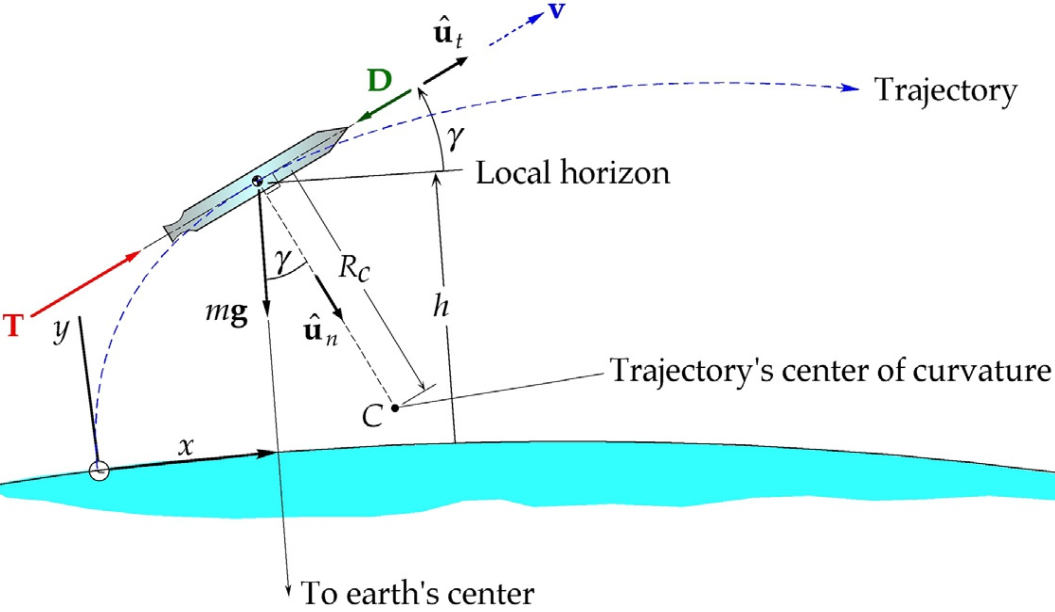 v
û_t
D
Trajectory
γ
Local horizon
γ
R_C
T
y
mg
û_n
h
Trajectory's center of curvature
C
x
To earth's center